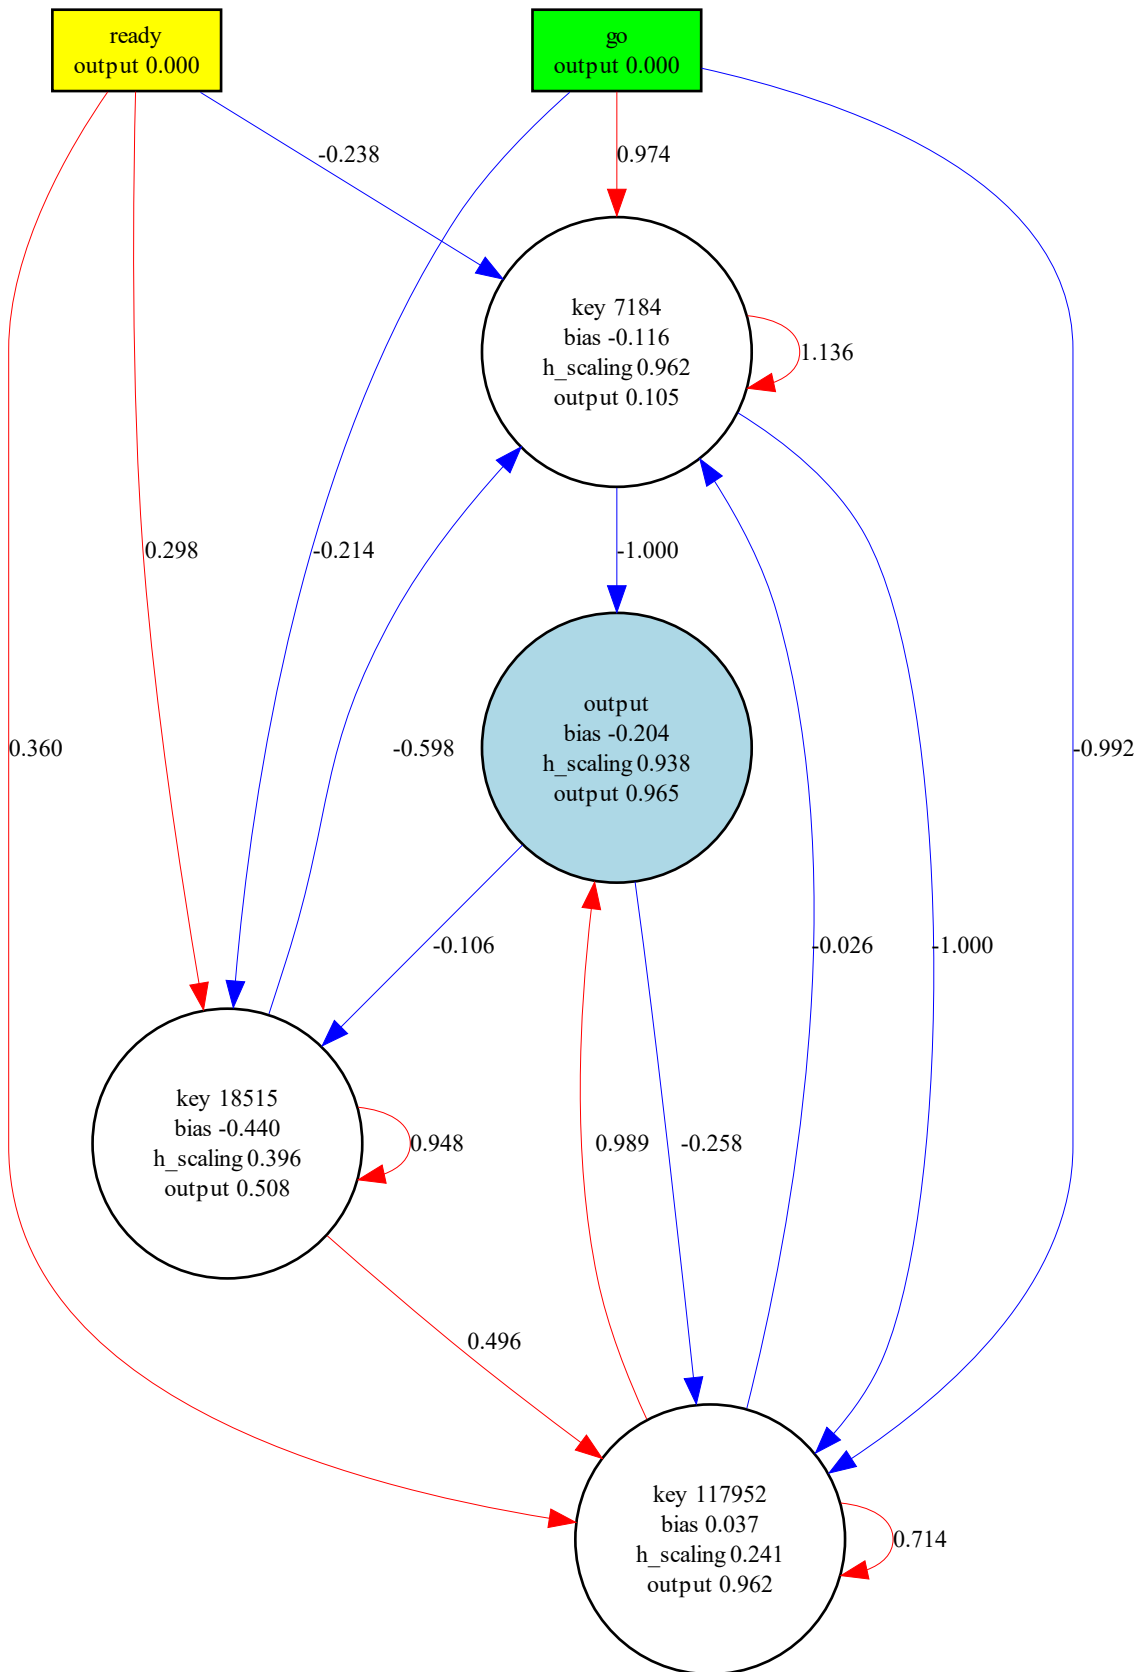 ready
output 0.000
go
output 0.000
-0.238
0.974
key 7184
bias -0.116
h_scaling 0.962
output 0.105
1.136
0.298
-0.214
-1.000
output
bias -0.204
h_scaling 0.938
output 0.965
0.360
-0.598
-0.992
-0.106
-0.026
-1.000
key 18515
bias -0.440
h_scaling 0.396
output 0.508
0.948
0.989
-0.258
0.496
key 117952
bias 0.037
h_scaling 0.241
output 0.962
0.714